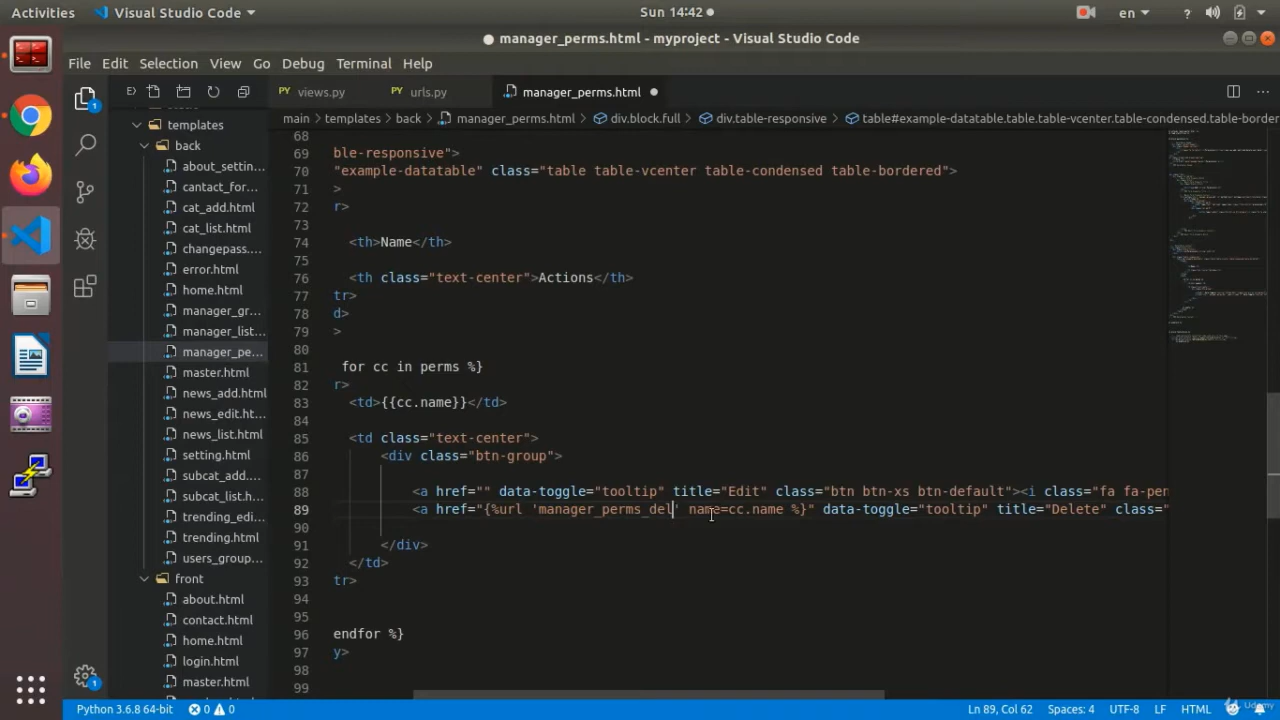 Activities
Visual Studio Code
Sun 14:42
en
manager_perms.html - myproject - Visual Studio Code
File Edit Selection View Go Debug Terminal Help
views.py
urls.py
manager_perms.html
main > templates > back > manager_perms.html > div.block.full > div.table-responsive > table#example-datatable.table.table-vcenter.table-condensed.table-border
templates
back
about_settin...
cantact_for...
cat_add.html
cat_list.html
changepass....
error.html
home.html
manager_gr...
manager_list...
manager_pe...
master.html
news_add.html
news_edit.ht...
news_list.html
setting.html
subcat_add....
subcat_list.h...
trending_edi...
trending.html
users_group...
front
about.html
contact.html
home.html
login.html
master.html
68
69 ble-responsive">
70 "example-datatable" class="table table-vcenter table-condensed table-bordered">
71 >
72 r>
73
74 <th>Name</th>
75
76 <th class="text-center">Actions</th>
77 tr>
78 d>
79 >
80
81 for cc in perms %}
82 r>
83 <td>{{cc.name}}</td>
84
85 <td class="text-center">
86 <div class="btn-group">
87
88 <a href="" data-toggle="tooltip" title="Edit" class="btn btn-xs btn-default"><i class="fa fa-pen
89 <a href="{%url 'manager_perms_del' name=cc.name %}" data-toggle="tooltip" title="Delete" class="
90
91 </div>
92 </td>
93 tr>
94
95
96 endfor %}
97 y>
98
99
Python 3.6.8 64-bit
0
0
Ln 89, Col 62
Spaces: 4
UTF-8
LF
HTML
Udemy